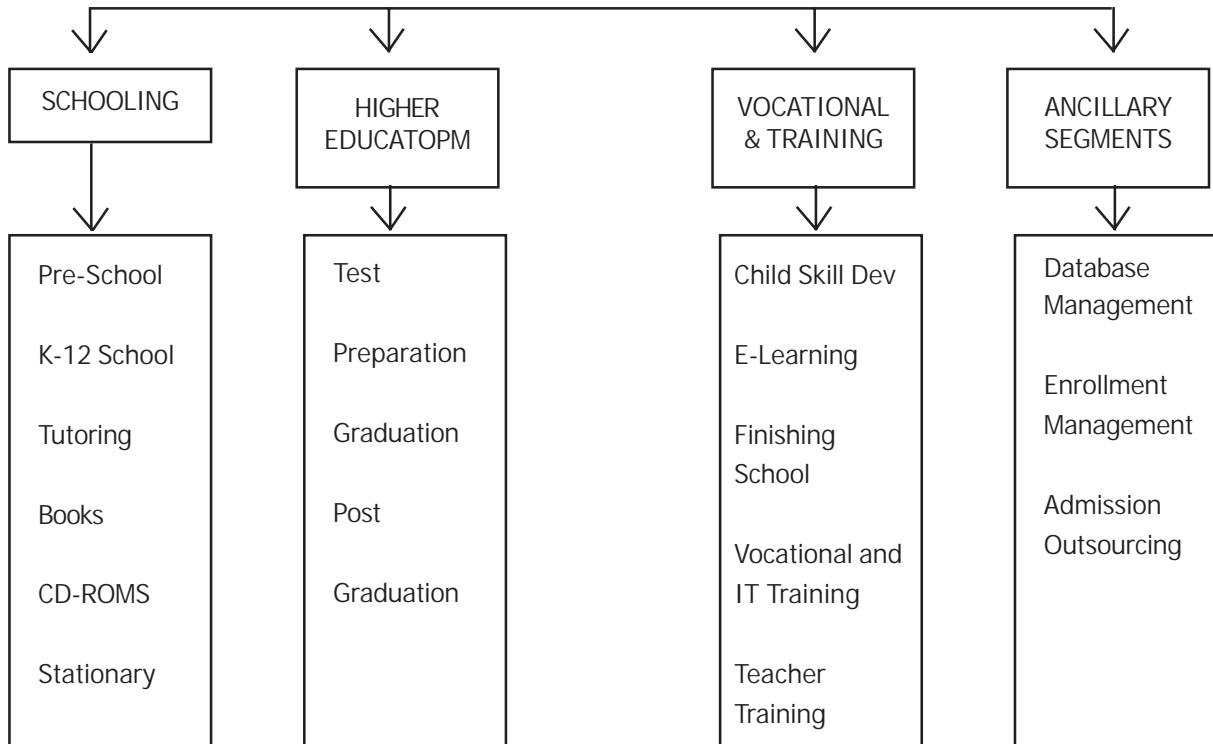 SCHOOLING
HIGHER
EDUCATOPM
VOCATIONAL
& TRAINING
ANCILLARY
SEGMENTS
Pre-School
K-12 School
Tutoring
Books
CD-ROMS
Stationary
Test
Preparation
Graduation
Post
Graduation
Child Skill Dev
E-Learning
Finishing
School
Vocational and
IT Training
Teacher
Training
Database
Management
Enrollment
Management
Admission
Outsourcing